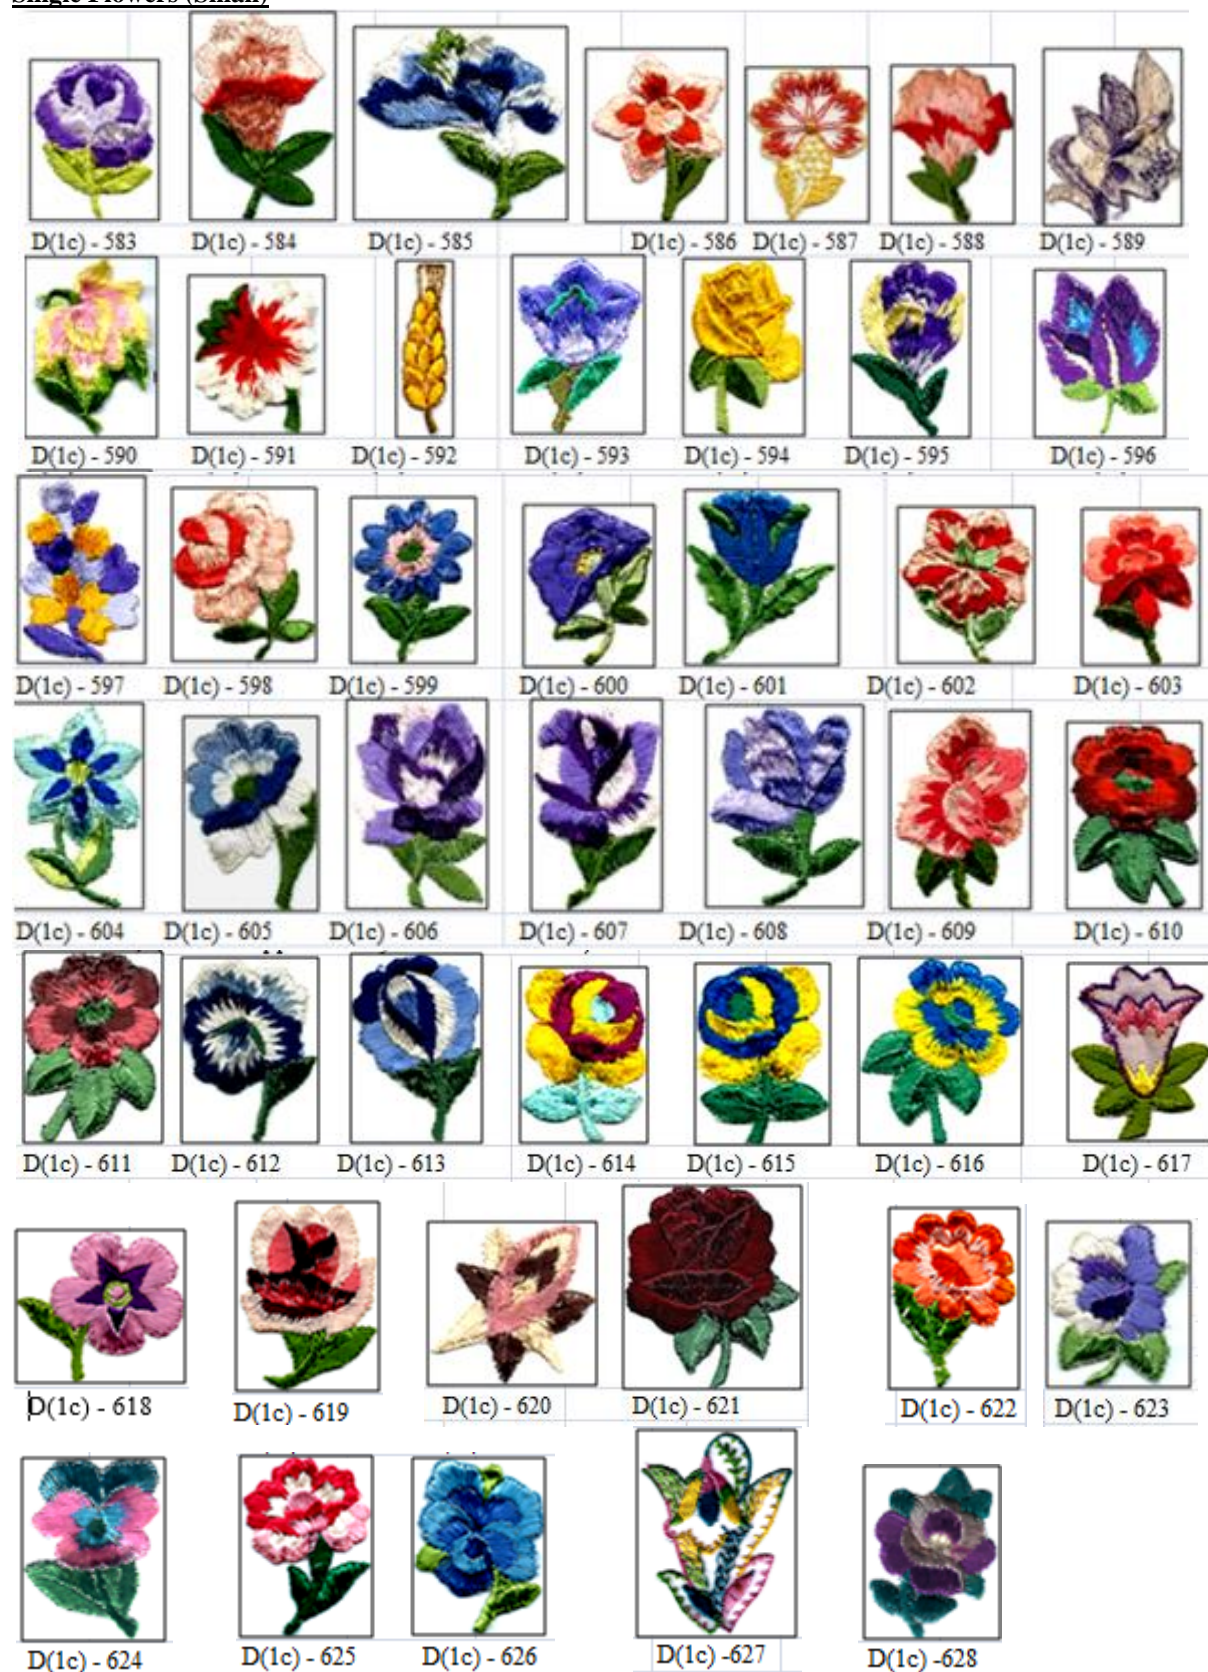 Single Flowers (Small)
D(1c) - 583 D(1c) - 584 D(1c) - 585 D(1c) - 586 D(1c) - 587 D(1c) - 588 D(1c) - 589
D(1c) - 590 D(1c) - 591 D(1c) - 592 D(1c) - 593 D(1c) - 594 D(1c) - 595 D(1c) - 596
D(1c) - 597 D(1c) - 598 D(1c) - 599 D(1c) - 600 D(1c) - 601 D(1c) - 602 D(1c) - 603
D(1c) - 604 D(1c) - 605 D(1c) - 606 D(1c) - 607 D(1c) - 608 D(1c) - 609 D(1c) - 610
D(1c) - 611 D(1c) - 612 D(1c) - 613 D(1c) - 614 D(1c) - 615 D(1c) - 616 D(1c) - 617
D(1c) - 618 D(1c) - 619 D(1c) - 620 D(1c) - 621 D(1c) - 622 D(1c) - 623
D(1c) - 624 D(1c) - 625 D(1c) - 626 D(1c) -627 D(1c) -628